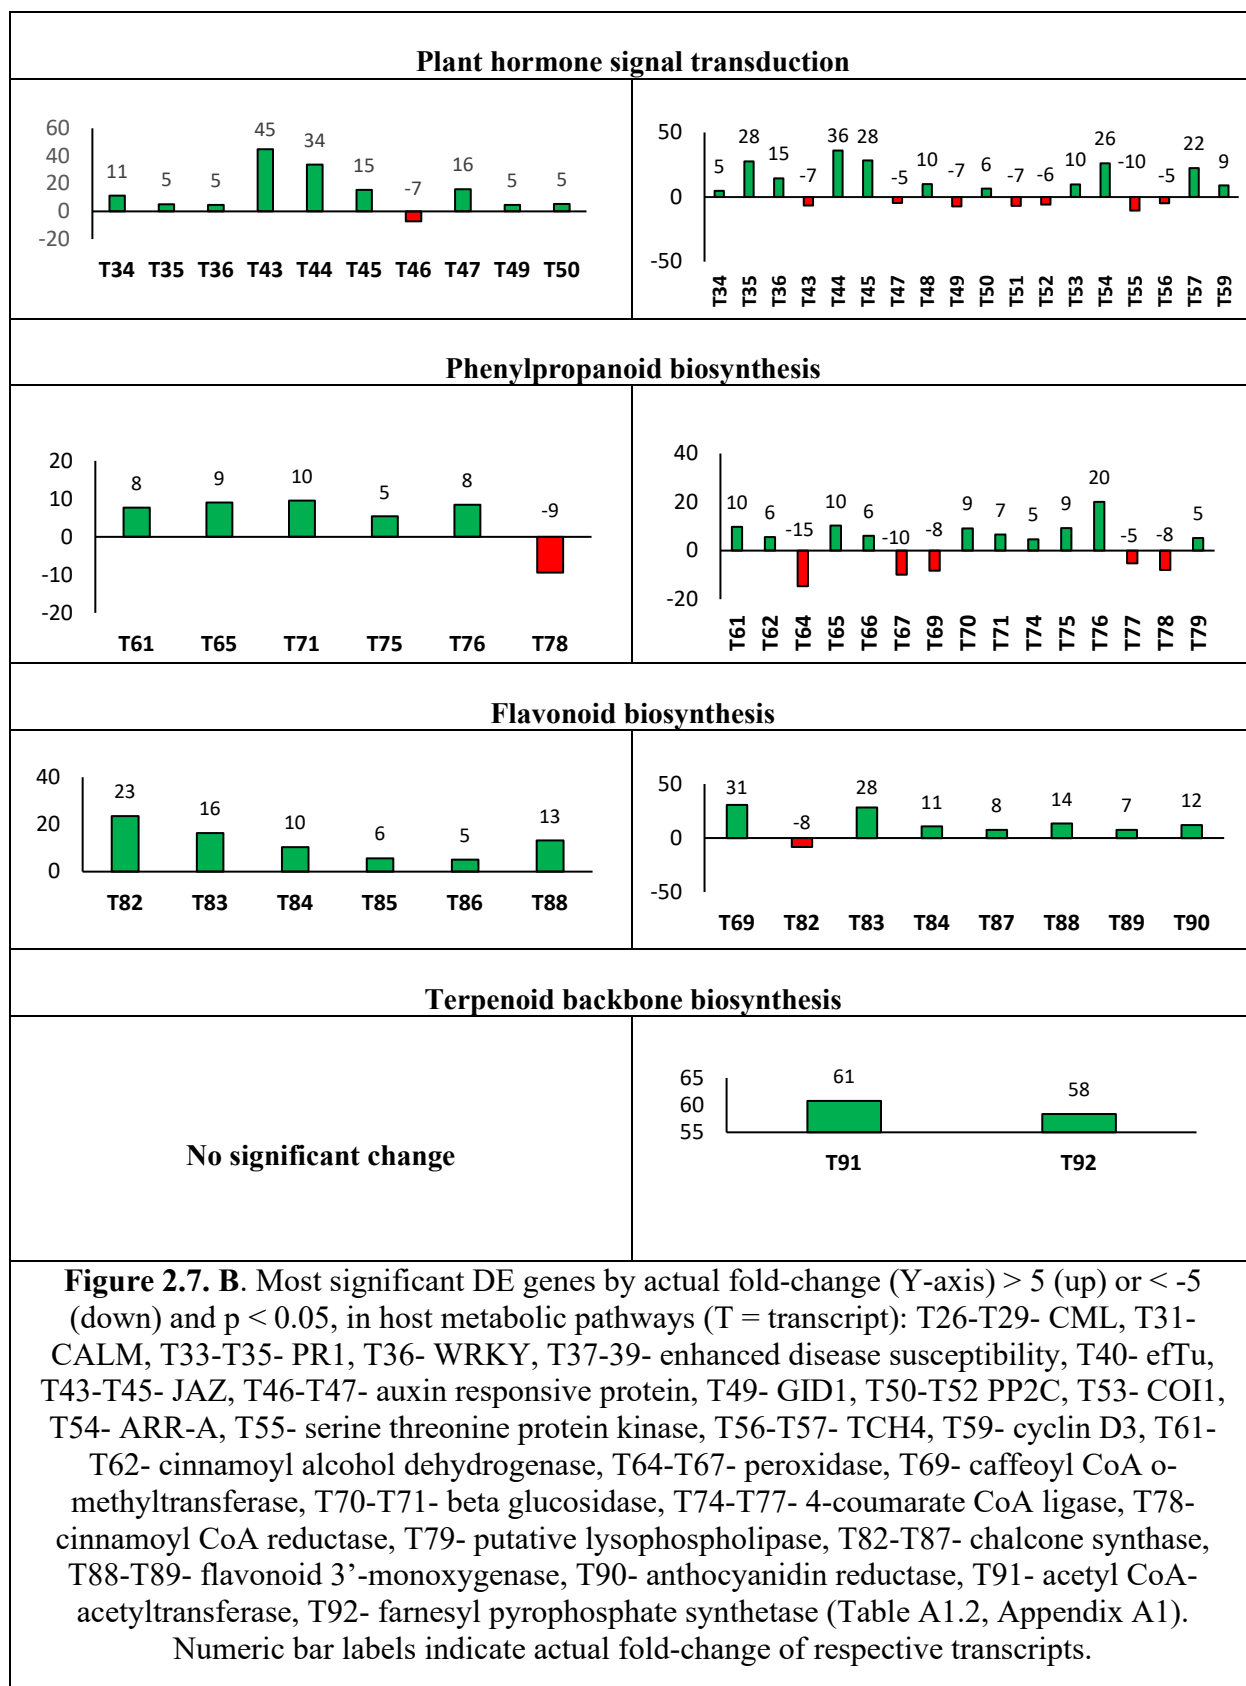 Plant hormone signal transduction
60
40
20
0
-20
11 5 5 45 34 15 -7 16 5 5
T34 T35 T36 T43 T44 T45 T46 T47 T49 T50
50
0
-50
5 28 15 -7 36 28 -5 10 -7 6 -7 -6 10 26 -10 -5 22 9
T34 T35 T36 T43 T44 T45 T47 T48 T49 T50 T51 T52 T53 T54 T55 T56 T57 T59
Phenylpropanoid biosynthesis
20
10
0
-10
-20
8 9 10 5 8 -9
T61 T65 T71 T75 T76 T78
40
20
0
-20
10 6 -15 10 6 -10 -8 9 7 5 9 20 -5 -8 5
T61 T62 T64 T65 T66 T67 T69 T70 T71 T74 T75 T76 T77 T78 T79
Flavonoid biosynthesis
40
20
0
23 16 10 6 5 13
T82 T83 T84 T85 T86 T88
50
0
-50
31 -8 28 11 8 14 7 12
T69 T82 T83 T84 T87 T88 T89 T90
Terpenoid backbone biosynthesis
No significant change
65
60
55
61 58
T91 T92
Figure 2.7. B. Most significant DE genes by actual fold-change (Y-axis) > 5 (up) or < -5
(down) and p < 0.05, in host metabolic pathways (T = transcript): T26-T29- CML, T31-
CALM, T33-T35- PR1, T36- WRKY, T37-39- enhanced disease susceptibility, T40- efTu,
T43-T45- JAZ, T46-T47- auxin responsive protein, T49- GID1, T50-T52 PP2C, T53- COI1,
T54- ARR-A, T55- serine threonine protein kinase, T56-T57- TCH4, T59- cyclin D3, T61-
T62- cinnamoyl alcohol dehydrogenase, T64-T67- peroxidase, T69- caffeoyl CoA o-
methyltransferase, T70-T71- beta glucosidase, T74-T77- 4-coumarate CoA ligase, T78-
cinnamoyl CoA reductase, T79- putative lysophospholipase, T82-T87- chalcone synthase,
T88-T89- flavonoid 3’-monoxygenase, T90- anthocyanidin reductase, T91- acetyl CoA-
acetyltransferase, T92- farnesyl pyrophosphate synthetase (Table A1.2, Appendix A1).
Numeric bar labels indicate actual fold-change of respective transcripts.